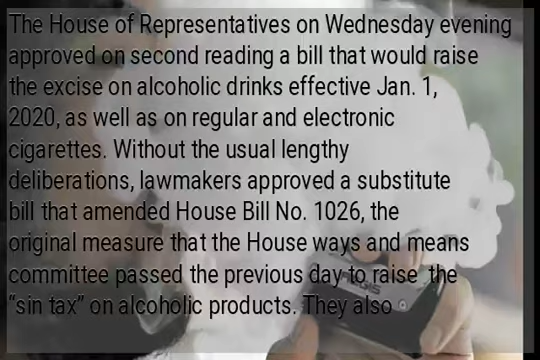 The House of Representatives on Wednesday evening
approved on second reading a bill that would raise
the excise on alcoholic drinks effective Jan. 1,
2020, as well as on regular and electronic
cigarettes. Without the usual lengthy
deliberations, lawmakers approved a substitute
bill that amended House Bill No. 1026, the
original measure that the House ways and means
committee passed the previous day to raise the
“sin tax” on alcoholic products. They also